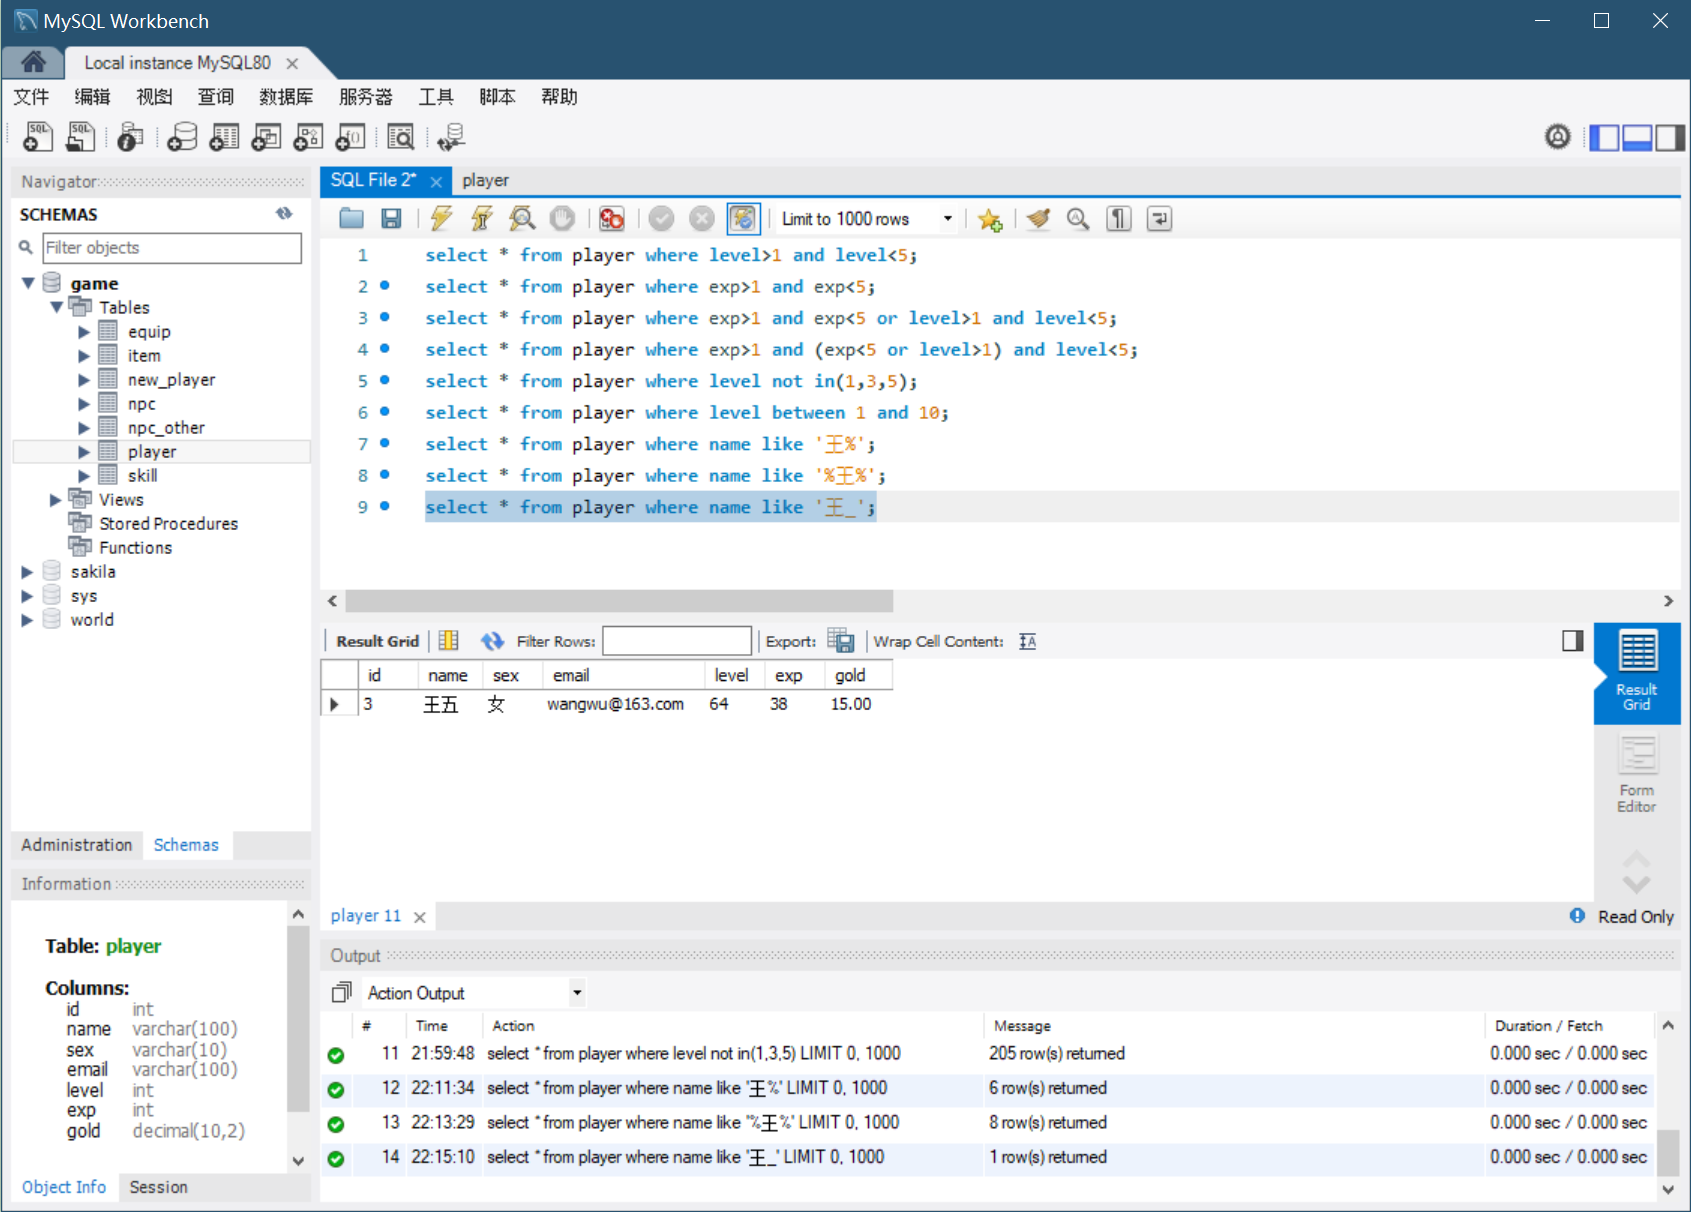 MySQL Workbench
Local instance MySQL80
文件 编辑 视图 查询 数据库 服务器 工具 脚本 帮助
Navigator
SCHEMAS
Filter objects
game
Tables
equip
item
new_player
npc
npc_other
player
skill
Views
Stored Procedures
Functions
sakila
sys
world
Administration Schemas
Information
Table: player
Columns:
id int
name varchar(100)
sex varchar(10)
email varchar(100)
level int
exp int
gold decimal(10,2)
Object Info Session
SQL File 2* player
Limit to 1000 rows
1 select * from player where level>1 and level<5;
2 select * from player where exp>1 and exp<5;
3 select * from player where exp>1 and exp<5 or level>1 and level<5;
4 select * from player where exp>1 and (exp<5 or level>1) and level<5;
5 select * from player where level not in(1,3,5);
6 select * from player where level between 1 and 10;
7 select * from player where name like '王%';
8 select * from player where name like '%王%';
9 select * from player where name like '王_';
Result Grid Filter Rows: Export: Wrap Cell Content:
id name sex email level exp gold
3 王五 女 wangwu@163.com 64 38 15.00
Result Grid
Form Editor
player 11
Read Only
Output
Action Output
# Time Action Message Duration / Fetch
11 21:59:48 select * from player where level not in(1,3,5) LIMIT 0, 1000 205 row(s) returned 0.000 sec / 0.000 sec
12 22:11:34 select * from player where name like '王%' LIMIT 0, 1000 6 row(s) returned 0.000 sec / 0.000 sec
13 22:13:29 select * from player where name like '%王%' LIMIT 0, 1000 8 row(s) returned 0.000 sec / 0.000 sec
14 22:15:10 select * from player where name like '王_' LIMIT 0, 1000 1 row(s) returned 0.000 sec / 0.000 sec